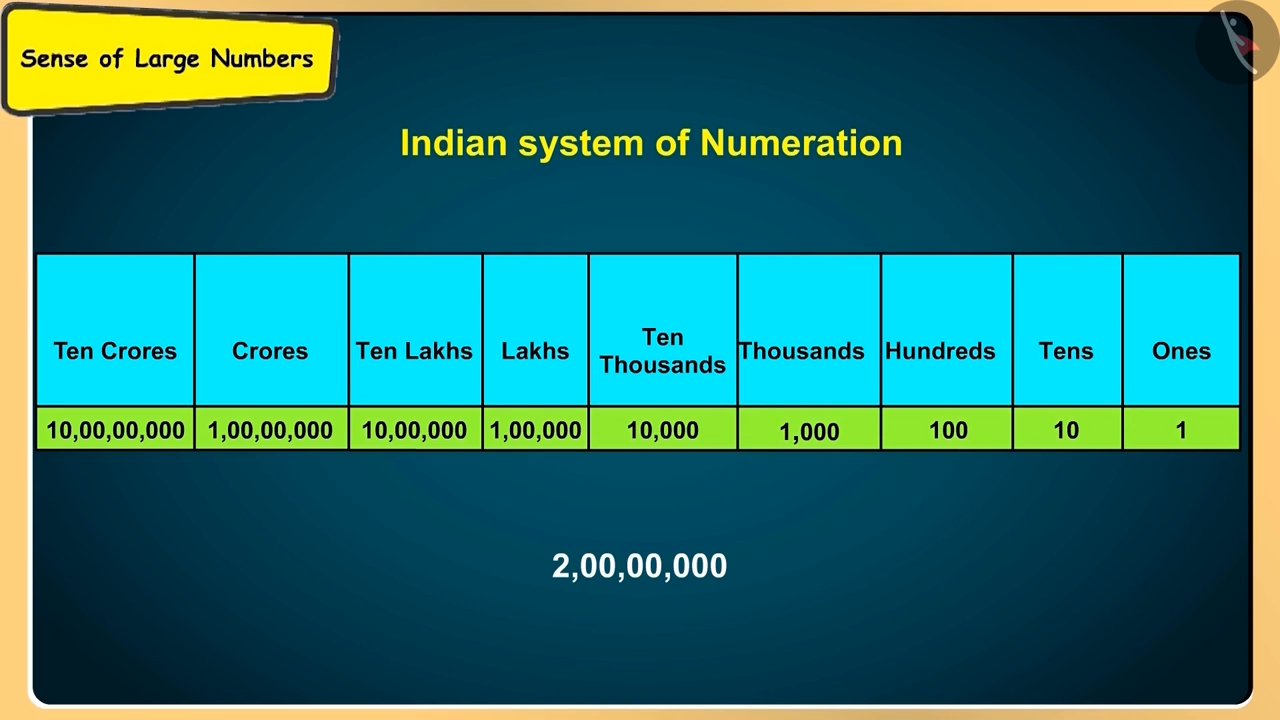 Sense of Large Numbers
Indian system of Numeration
Ten Crores Crores Ten Lakhs Lakhs Ten Thousands Thousands Hundreds Tens Ones
10,00,00,000 1,00,00,000 10,00,000 1,00,000 10,000 1,000 100 10 1
2,00,00,000